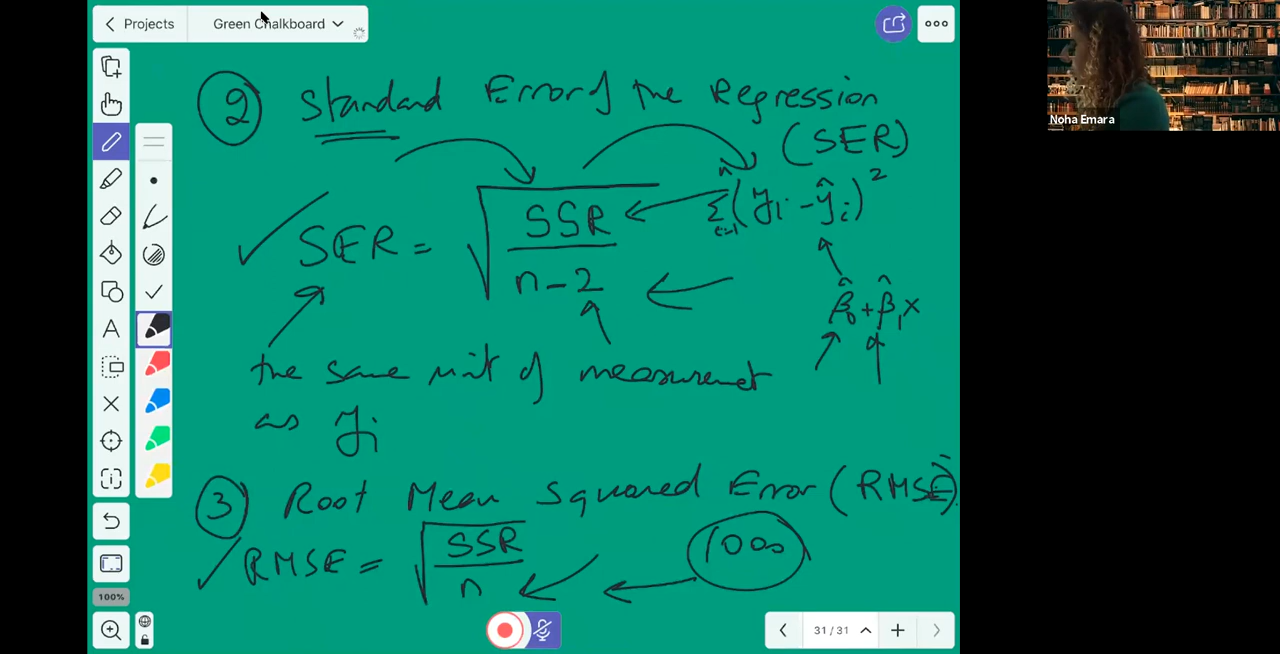 Projects
Green Chalkboard
Noha Emara
② Standard Error of the Regression
(SER)
SER = √(SSR / n-2)
n Σ i=1 (yᵢ - ŷᵢ)²
β̂₀ + β̂₁x
the same unit of measuremet
as yᵢ
③ Root Mean Squared Error (RMSE).
RMSE = √(SSR / n)
1000
100%
31 / 31